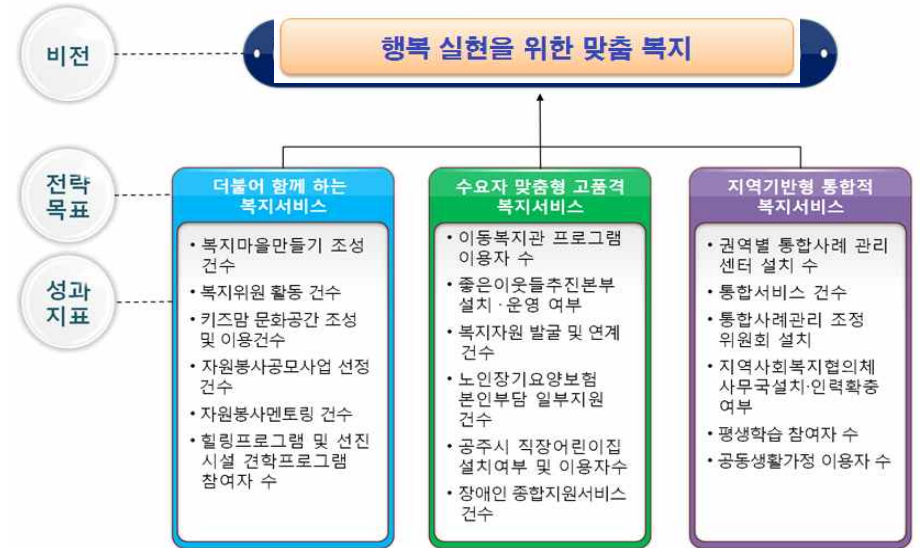 비전
행복 실현을 위한 맞춤 복지
전략
목표
성과
지표
더불어 함께 하는
복지서비스
• 복지마을만들기 조성
건수
• 복지위원 활동 건수
• 키즈맘 문화공간 조성
및 이용건수
• 자원봉사공모사업 선정
건수
• 자원봉사멘토링 건수
• 힐링프로그램 및 선진
시설 견학프로그램
참여자 수
수요자 맞춤형 고품격
복지서비스
• 이동복지관 프로그램
이용자 수
• 좋은이웃들추진본부
설치 · 운영 여부
• 복지자원 발굴 및 연계
건수
• 노인장기요양보험
본인부담 일부지원
건수
• 공주시 직장어린이집
설치여부 및 이용자수
• 장애인 종합지원서비스
건수
지역기반형 통합적
복지서비스
• 권역별 통합사례 관리
센터 설치 수
• 통합서비스 건수
• 통합사례관리 조정
위원회 설치
• 지역사회복지협의체
사무국설치·인력확충
여부
• 평생학습 참여자 수
• 공동생활가정 이용자 수